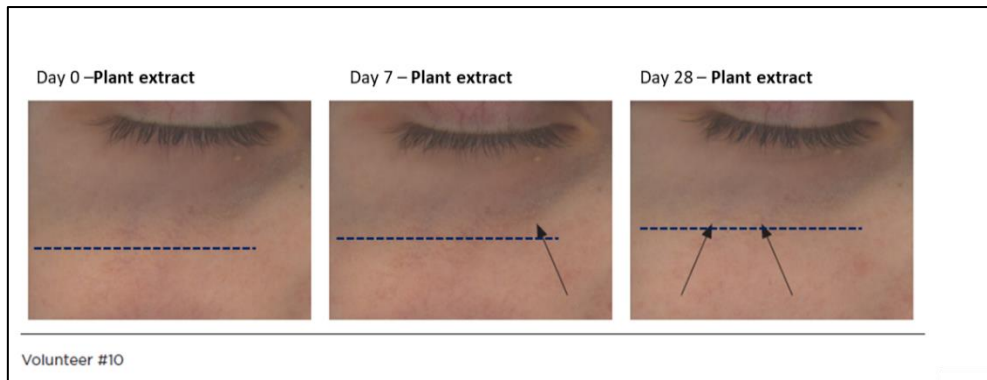 Day 0 –Plant extract
Day 7 – Plant extract
Day 28 – Plant extract
Volunteer #10